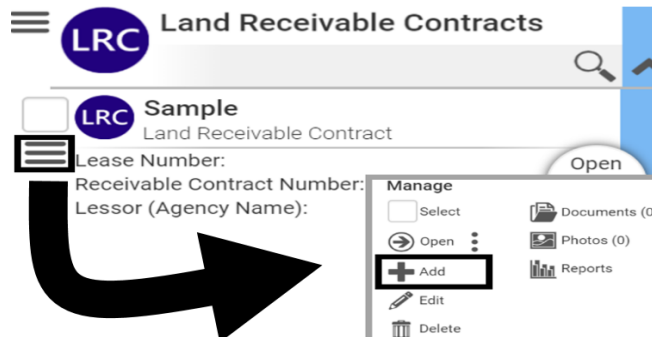 LRC Land Receivable Contracts
LRC Sample
Land Receivable Contract
Lease Number:
Open
Receivable Contract Number:
Lessor (Agency Name):
Manage
Select
Documents (0
Open
Photos (0)
Add
Reports
Edit
Delete